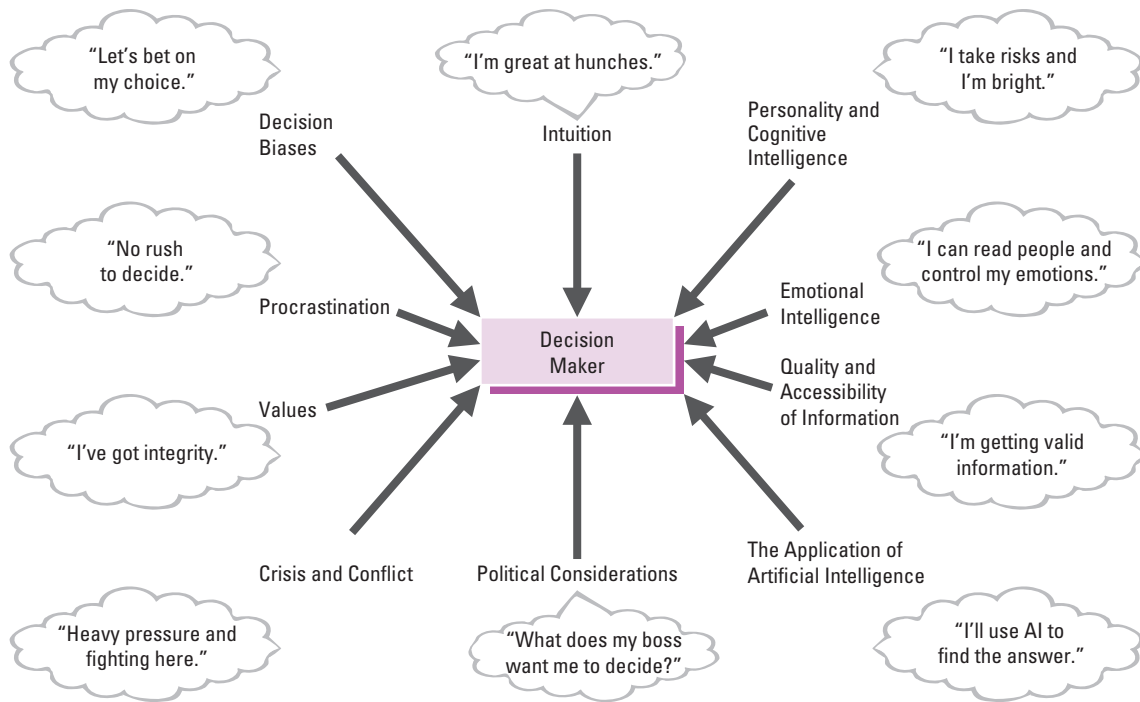 “Let’s bet on
my choice.”
“I’m great at hunches.”
“I take risks and
I’m bright.”
Decision
Biases
Intuition
Personality and
Cognitive
Intelligence
“No rush
to decide.”
“I can read people and
control my emotions.”
Procrastination
Emotional
Intelligence
Decision
Maker
Quality and
Accessibility
of Information
Values
“I’ve got integrity.”
“I’m getting valid
information.”
Crisis and Conflict
Political Considerations
The Application of
Artificial Intelligence
“Heavy pressure and
fighting here.”
“What does my boss
want me to decide?”
“I’ll use AI to
find the answer.”